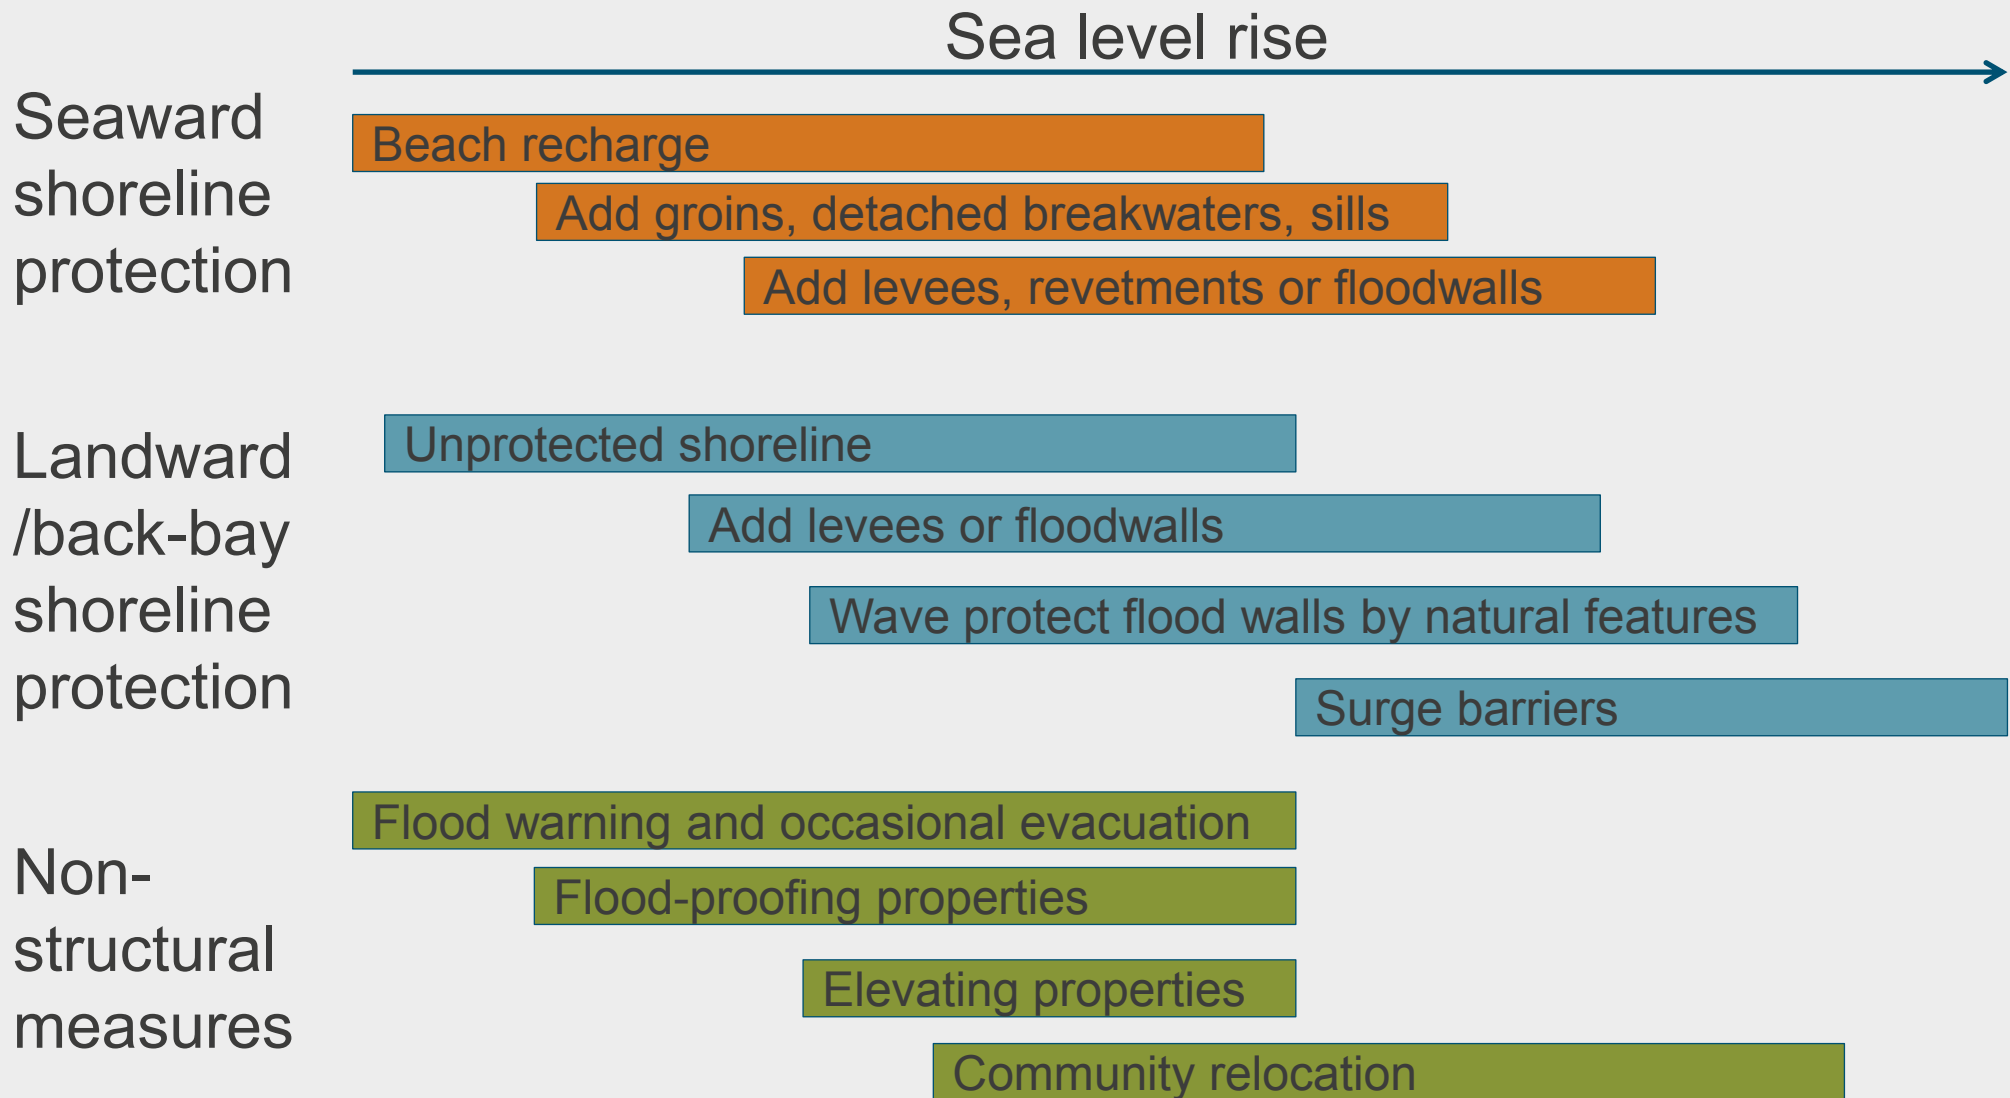 Sea level rise
Seaward
shoreline
protection
Beach recharge
Add groins, detached breakwaters, sills
Add levees, revetments or floodwalls
Landward
/back-bay
shoreline
protection
Unprotected shoreline
Add levees or floodwalls
Wave protect flood walls by natural features
Surge barriers
Non-
structural
measures
Flood warning and occasional evacuation
Flood-proofing properties
Elevating properties
Community relocation